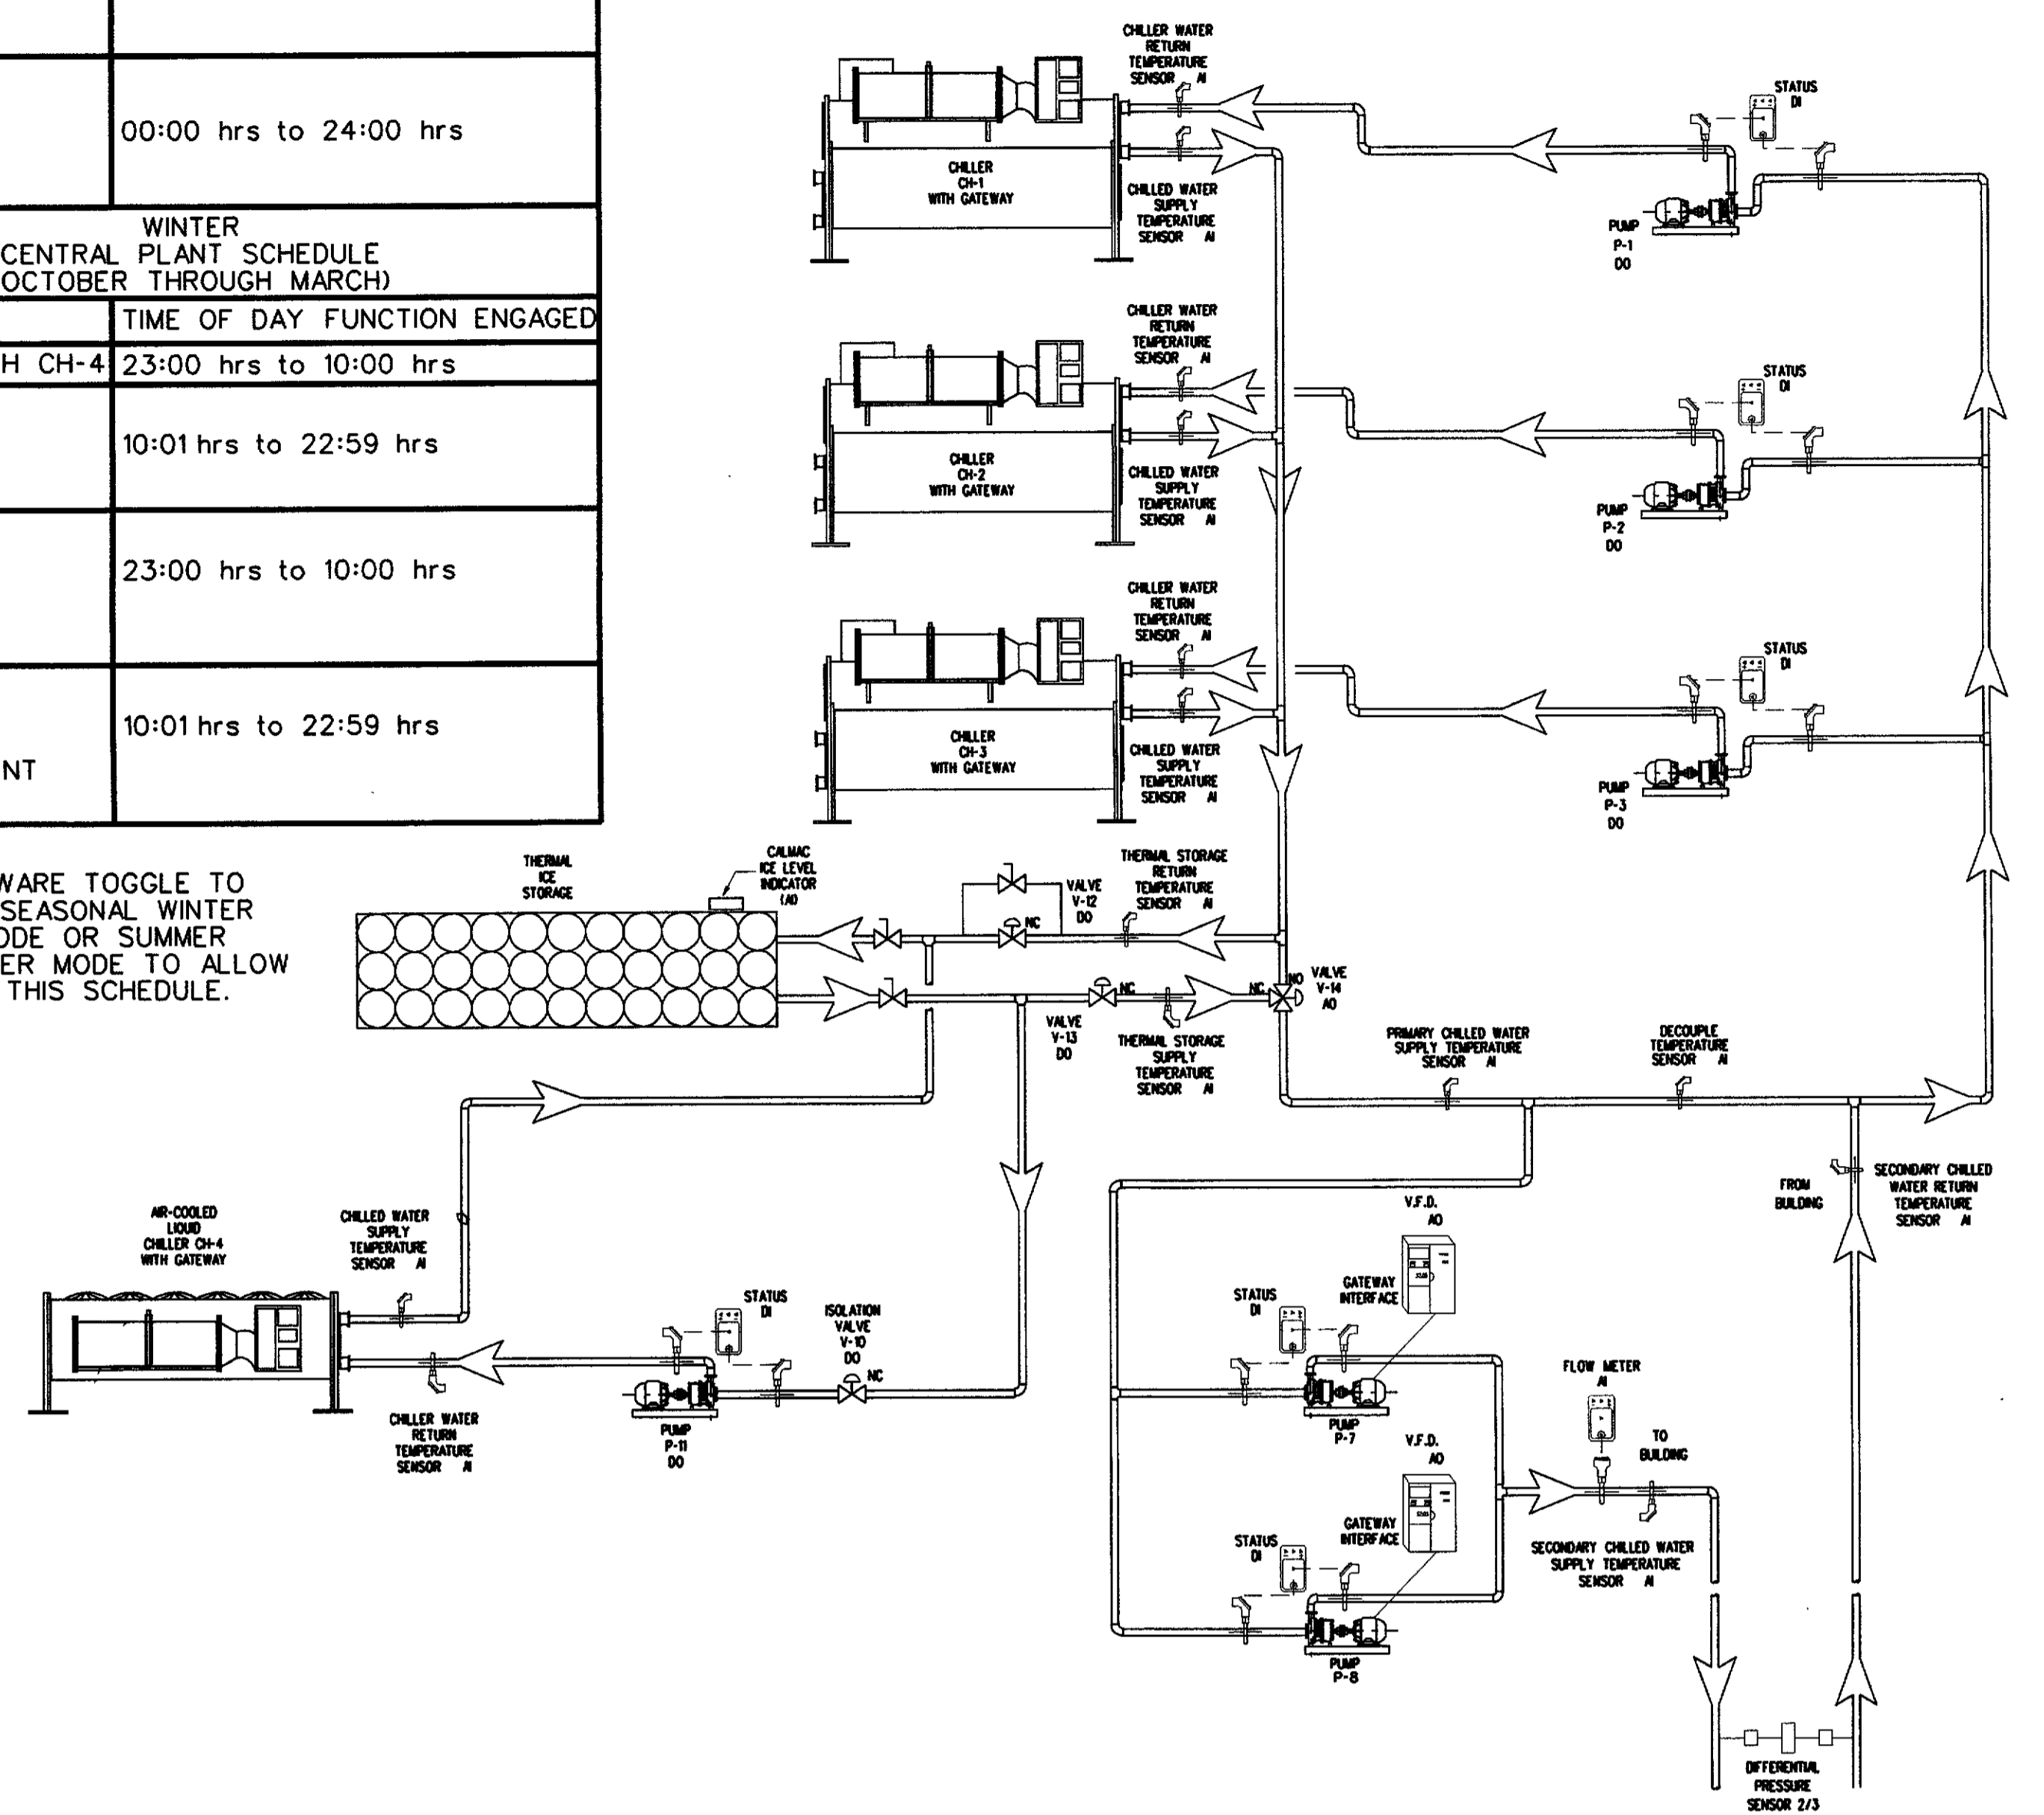 00:00 hrs to 24:00 hrs
WINTER
CENTRAL PLANT SCHEDULE
OCTOBER THROUGH MARCH)
TIME OF DAY FUNCTION ENGAGED
H CH-4
23:00 hrs to 10:00 hrs
10:01 hrs to 22:59 hrs
23:00 hrs to 10:00 hrs
10:01 hrs to 22:59 hrs
NT
WARE TOGGLE TO
SEASONAL WINTER
ODE OR SUMMER
ER MODE TO ALLOW
THIS SCHEDULE.
CHILLER WATER
RETURN
TEMPERATURE
SENSOR AI
CHILLER
CH-1
WITH GATEWAY
CHILLED WATER
SUPPLY
TEMPERATURE
SENSOR AI
STATUS
DI
PUMP
P-1
DO
CHILLER WATER
RETURN
TEMPERATURE
SENSOR AI
CHILLER
CH-2
WITH GATEWAY
CHILLED WATER
SUPPLY
TEMPERATURE
SENSOR AI
STATUS
DI
PUMP
P-2
DO
CHILLER WATER
RETURN
TEMPERATURE
SENSOR AI
CHILLER
CH-3
WITH GATEWAY
CHILLED WATER
SUPPLY
TEMPERATURE
SENSOR AI
STATUS
DI
PUMP
P-3
DO
THERMAL
ICE
STORAGE
CALMAC
ICE LEVEL
INDICATOR
(AI)
VALVE
V-12
DO
NC
THERMAL STORAGE
RETURN
TEMPERATURE
SENSOR AI
NC
VALVE
V-13
DO
THERMAL STORAGE
SUPPLY
TEMPERATURE
SENSOR AI
NC
NO
VALVE
V-14
AO
PRIMARY CHILLED WATER
SUPPLY TEMPERATURE
SENSOR AI
DECOUPLE
TEMPERATURE
SENSOR AI
FROM
BUILDING
SECONDARY CHILLED
WATER RETURN
TEMPERATURE
SENSOR AI
AIR-COOLED
LIQUID
CHILLER CH-4
WITH GATEWAY
CHILLED WATER
SUPPLY
TEMPERATURE
SENSOR AI
CHILLER WATER
RETURN
TEMPERATURE
SENSOR AI
STATUS
DI
PUMP
P-11
DO
ISOLATION
VALVE
V-10
DO
NC
V.F.D.
AO
GATEWAY
INTERFACE
STATUS
DI
PUMP
P-7
V.F.D.
AO
GATEWAY
INTERFACE
STATUS
DI
PUMP
P-8
FLOW METER
AI
TO
BUILDING
SECONDARY CHILLED WATER
SUPPLY TEMPERATURE
SENSOR AI
DIFFERENTIAL
PRESSURE
SENSOR 2/3